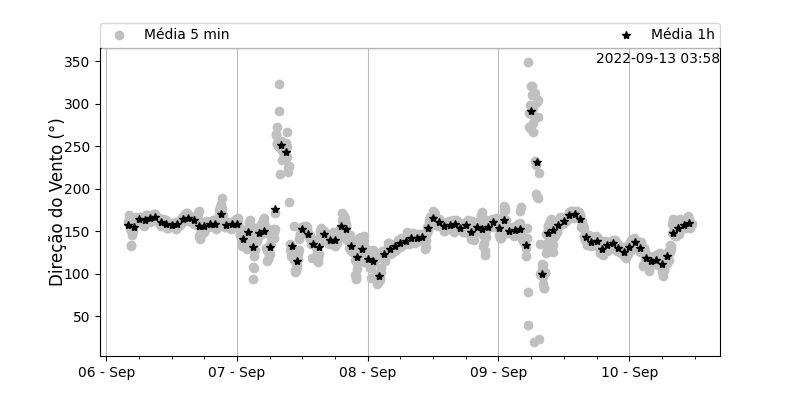 Média 5 min
Média 1h
2022-09-13 03:58
Direção do Vento (°)
350
300
250
200
150
100
50
06 - Sep
07 - Sep
08 - Sep
09 - Sep
10 - Sep